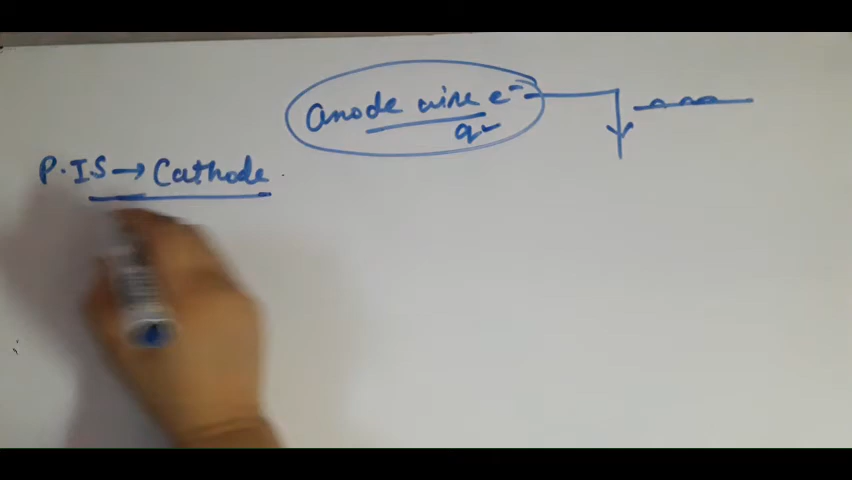 anode wire e⁻
q
P.I.S → Cathode